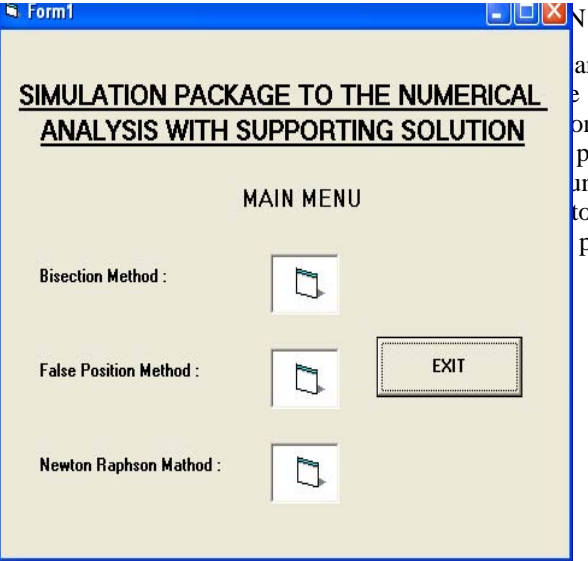 Form1
SIMULATION PACKAGE TO THE NUMERICAL
ANALYSIS WITH SUPPORTING SOLUTION
MAIN MENU
Bisection Method :
False Position Method :
EXIT
Newton Raphson Mathod :